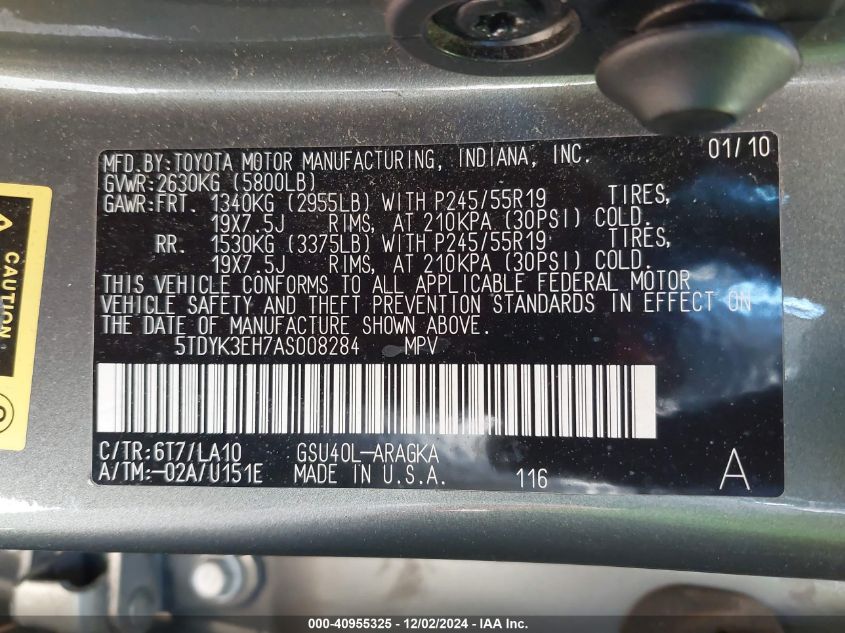 MFD.BY:TOYOTA MOTOR MANUFACTURING, INDIANA, INC. 01/10
GVWR:2630KG (5800LB)
GAWR:FRT. 1340KG (2955LB) WITH P245/55R19 TIRES,
19X7.5J RIMS, AT 210KPA (30PSI) COLD.
RR. 1530KG (3375LB) WITH P245/55R19 TIRES,
19X7.5J RIMS, AT 210KPA (30PSI) COLD.
THIS VEHICLE CONFORMS TO ALL APPLICABLE FEDERAL MOTOR
VEHICLE SAFETY AND THEFT PREVENTION STANDARDS IN EFFECT ON
THE DATE OF MANUFACTURE SHOWN ABOVE.
5TDYK3EH7AS008284 MPV
C/TR:6T7/LA10 GSU40L-ARAGKA
A/TM:-02A/U151E MADE IN U.S.A. 116 A
CAUTION
000-40955325 - 12/02/2024 - IAA Inc.